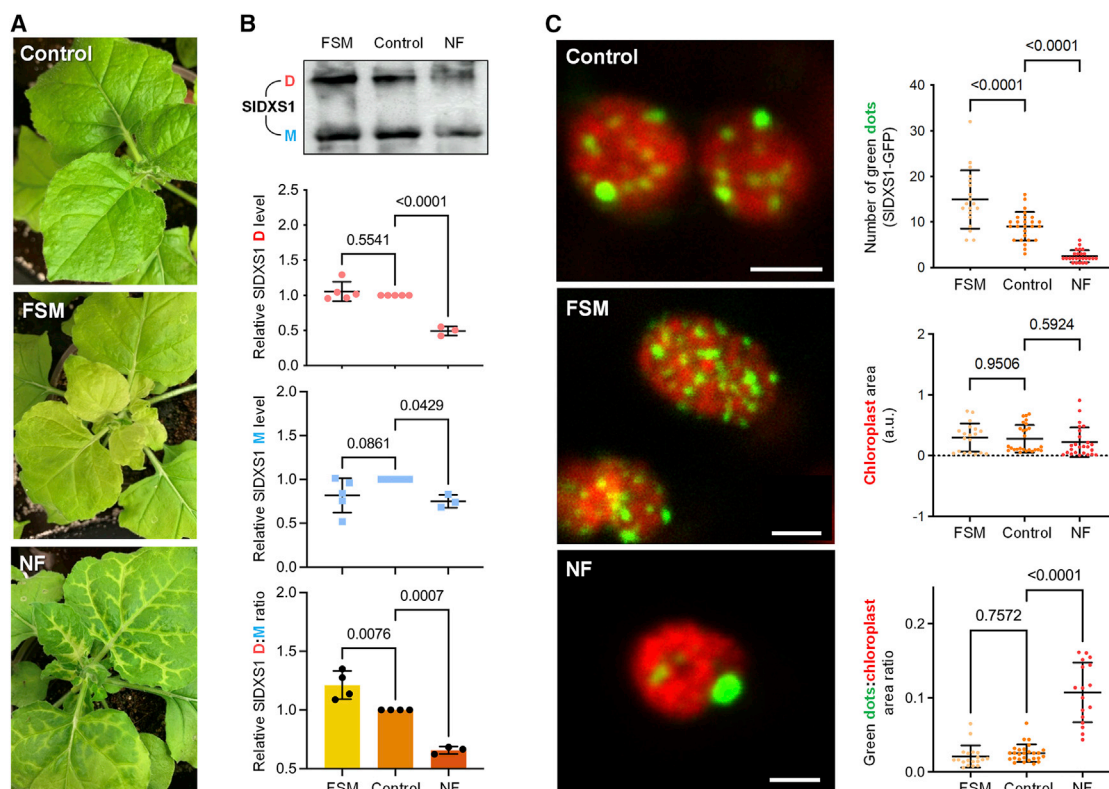 A
Control
FSM
NF
B
FSM Control NF
D
SlDXS1
M
Relative SlDXS1 D level
2.5
2.0
1.5
1.0
0.5
0.0
<0.0001
0.5541
Relative SlDXS1 M level
2.0
1.5
1.0
0.5
0.0
0.0429
0.0861
Relative SlDXS1 D:M ratio
2.0
1.5
1.0
0.5
0.0007
0.0076
FSM Control NF
C
Control
FSM
NF
Number of green dots
(SlDXS1-GFP)
40
30
20
10
0
<0.0001
<0.0001
FSM Control NF
Chloroplast area
(a.u.)
2
1
0
-1
0.5924
0.9506
FSM Control NF
Green dots:chloroplast
area ratio
0.2
0.1
0.0
<0.0001
0.7572
FSM Control NF